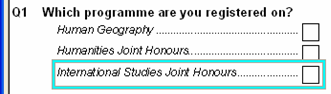 Q1 Which programme are you registered on?
Human Geography
Humanities Joint Honours
International Studies Joint Honours